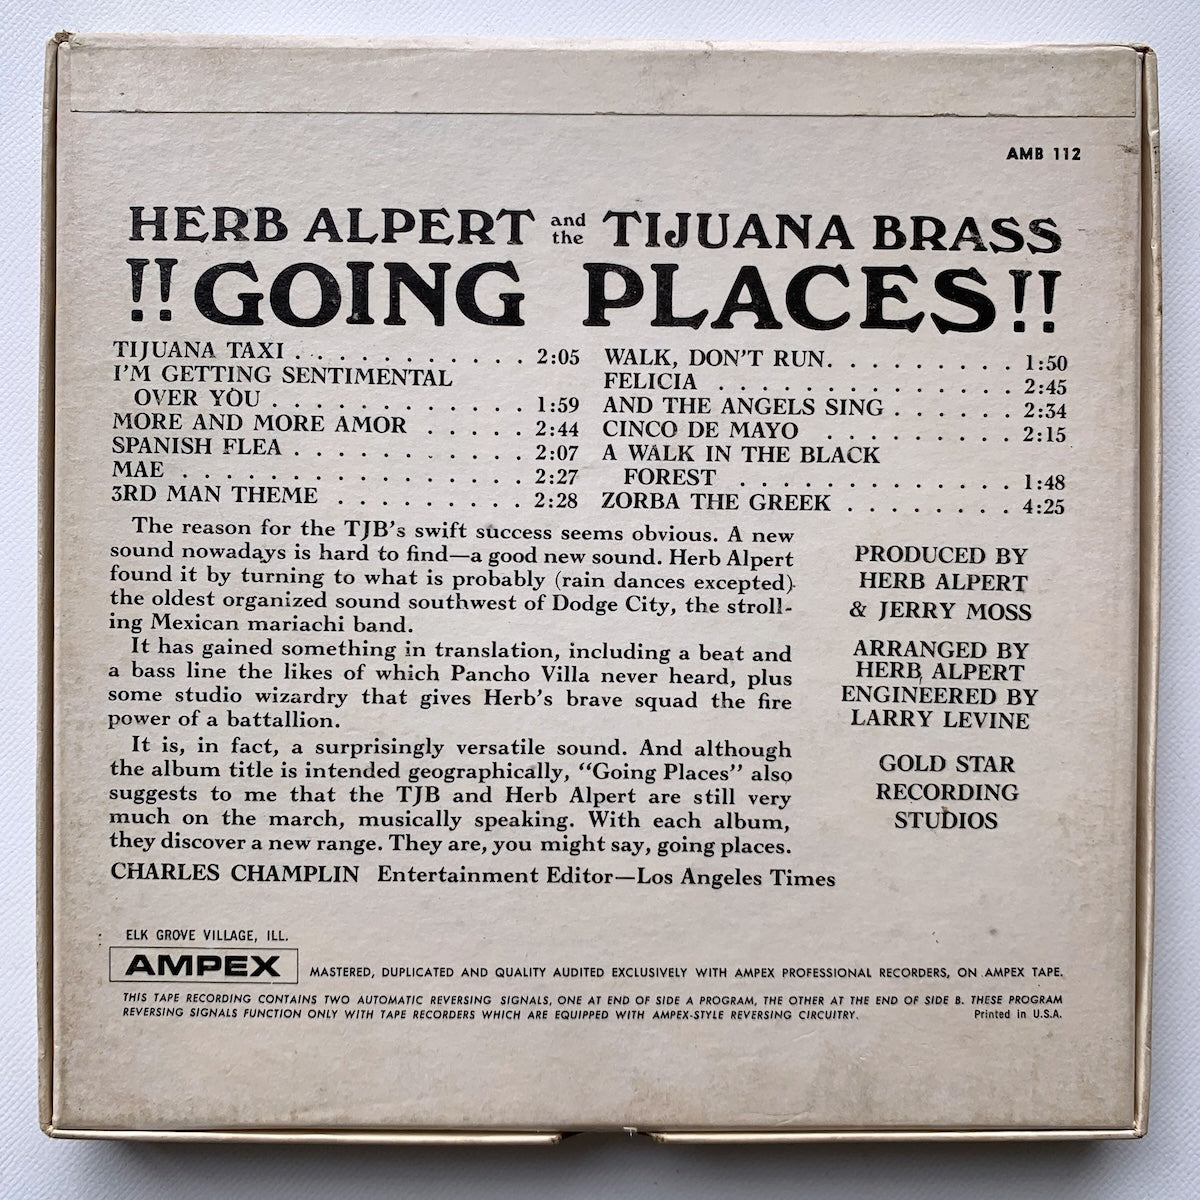 AMB 112
HERB ALPERT and the TIJUANA BRASS
!!GOING PLACES!!
TIJUANA TAXI . . . . . . . . . . . . 2:05
I'M GETTING SENTIMENTAL
OVER YOU . . . . . . . . . . . . . 1:59
MORE AND MORE AMOR . . . . . 2:44
SPANISH FLEA . . . . . . . . . . . . 2:07
MAE . . . . . . . . . . . . . . . . . 2:27
3RD MAN THEME . . . . . . . . . 2:28
WALK, DON'T RUN. . . . . . . . . . 1:50
FELICIA . . . . . . . . . . . . . . . 2:45
AND THE ANGELS SING . . . . . . 2:34
CINCO DE MAYO . . . . . . . . . 2:15
A WALK IN THE BLACK
FOREST . . . . . . . . . . . . . 1:48
ZORBA THE GREEK . . . . . . . . 4:25
The reason for the TJB's swift success seems obvious. A new
sound nowadays is hard to find—a good new sound. Herb Alpert
found it by turning to what is probably (rain dances excepted)
the oldest organized sound southwest of Dodge City, the stroll-
ing Mexican mariachi band.
It has gained something in translation, including a beat and
a bass line the likes of which Pancho Villa never heard, plus
some studio wizardry that gives Herb's brave squad the fire
power of a battallion.
It is, in fact, a surprisingly versatile sound. And although
the album title is intended geographically, “Going Places” also
suggests to me that the TJB and Herb Alpert are still very
much on the march, musically speaking. With each album,
they discover a new range. They are, you might say, going places.
CHARLES CHAMPLIN Entertainment Editor—Los Angeles Times
PRODUCED BY
HERB ALPERT
& JERRY MOSS
ARRANGED BY
HERB ALPERT
ENGINEERED BY
LARRY LEVINE
GOLD STAR
RECORDING
STUDIOS
ELK GROVE VILLAGE, ILL.
AMPEX MASTERED, DUPLICATED AND QUALITY AUDITED EXCLUSIVELY WITH AMPEX PROFESSIONAL RECORDERS, ON AMPEX TAPE.
THIS TAPE RECORDING CONTAINS TWO AUTOMATIC REVERSING SIGNALS, ONE AT END OF SIDE A PROGRAM, THE OTHER AT THE END OF SIDE B. THESE PROGRAM
REVERSING SIGNALS FUNCTION ONLY WITH TAPE RECORDERS WHICH ARE EQUIPPED WITH AMPEX-STYLE REVERSING CIRCUITRY. Printed in U.S.A.